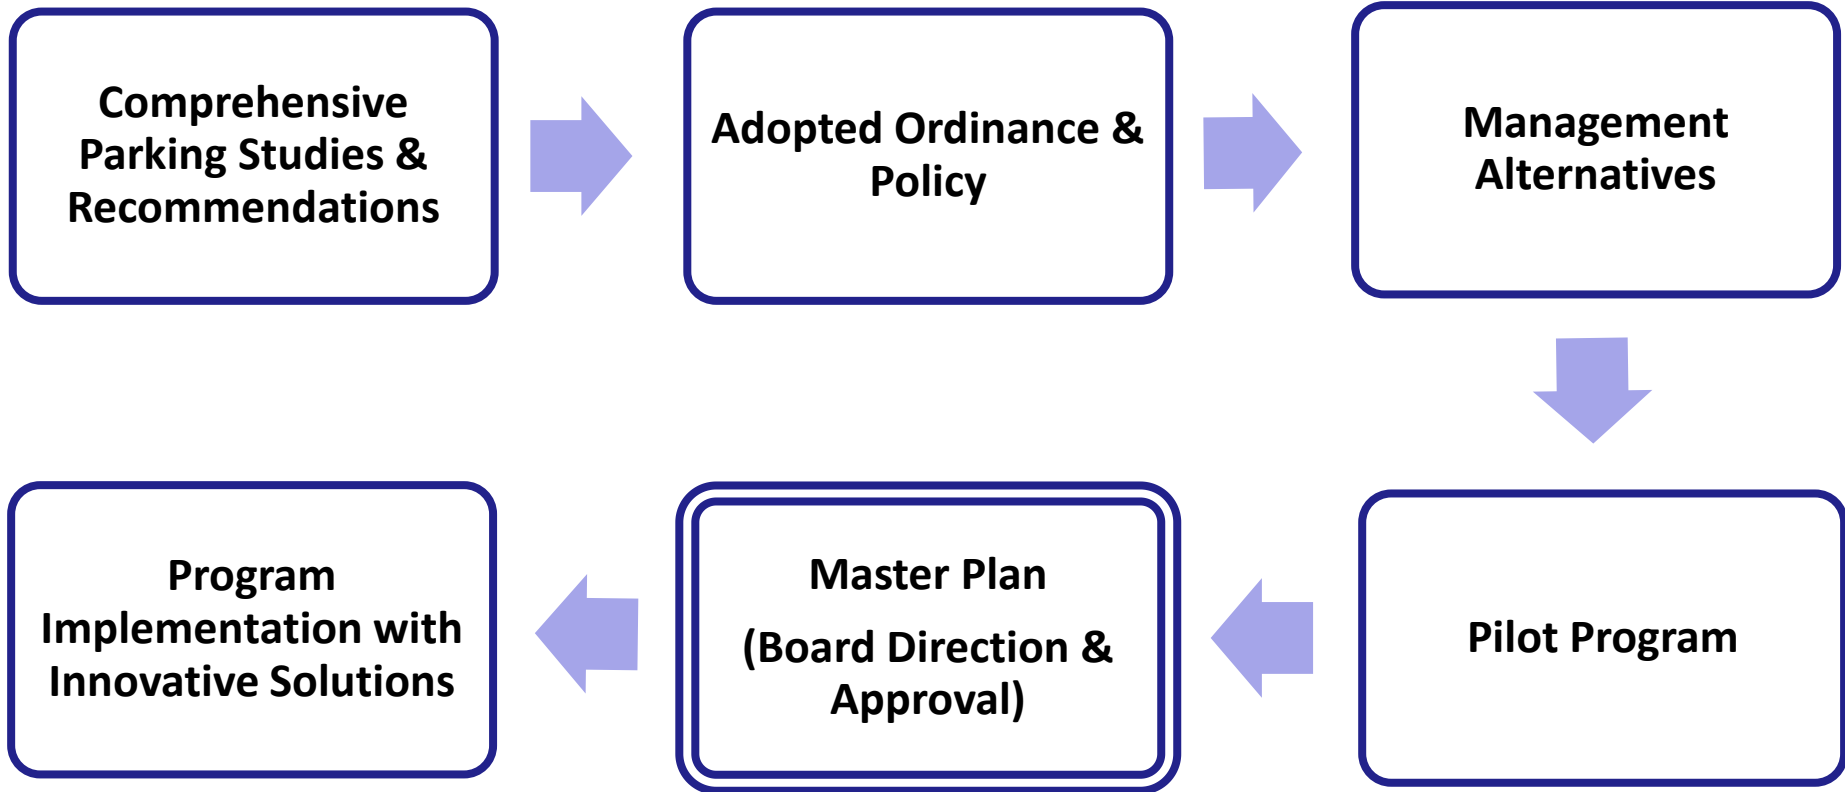 Comprehensive
Parking Studies &
Recommendations
Adopted Ordinance &
Policy
Management
Alternatives
Pilot Program
Master Plan
(Board Direction &
Approval)
Program
Implementation with
Innovative Solutions